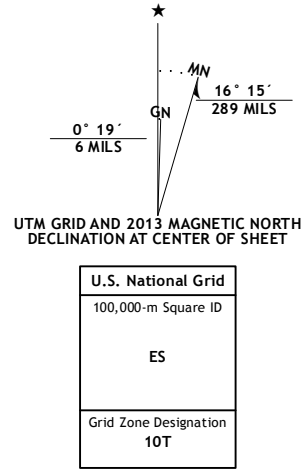 ★
MN
GN
16° 15´
289 MILS
0° 19´
6 MILS
UTM GRID AND 2013 MAGNETIC NORTH
DECLINATION AT CENTER OF SHEET
U.S. National Grid
100,000-m Square ID
ES
Grid Zone Designation
10T